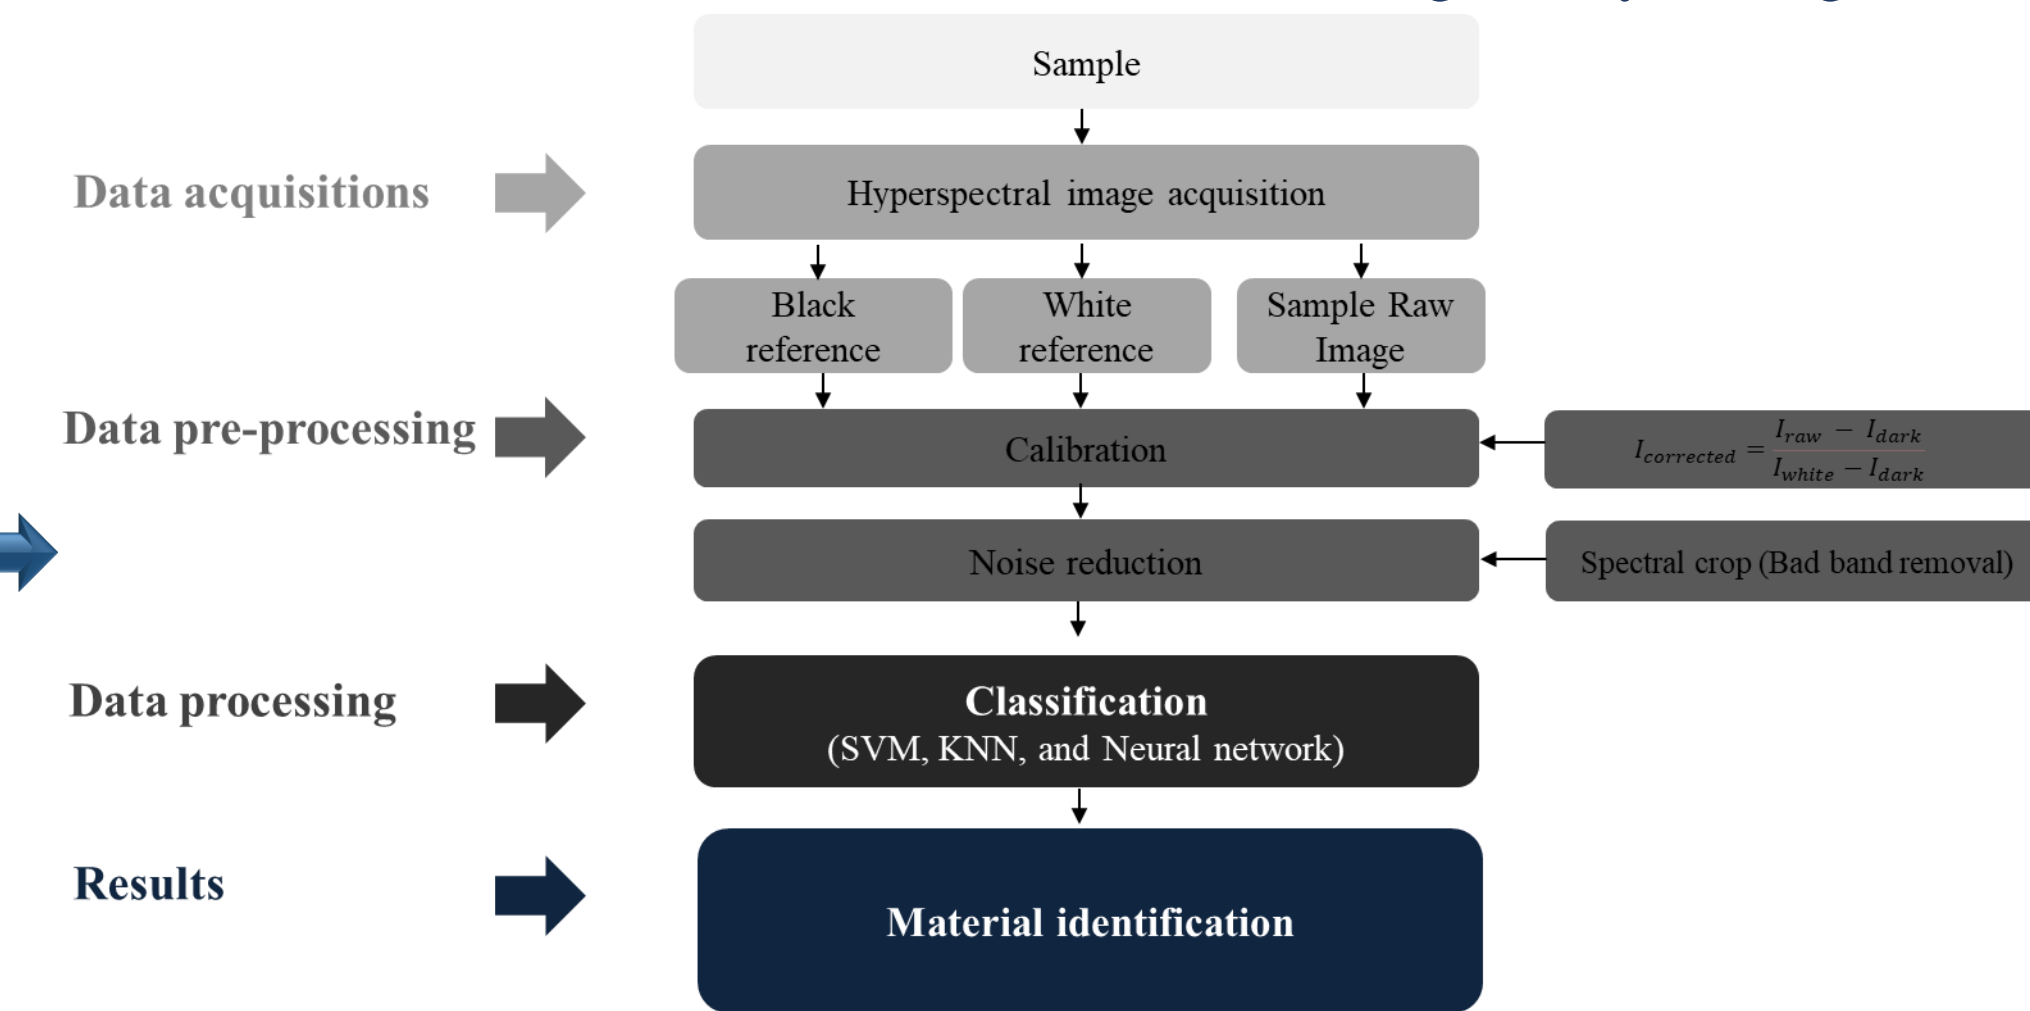 Sample
Data acquisitions
Hyperspectral image acquisition
Black
reference
White
reference
Sample Raw
Image
Data pre-processing
Calibration
I_corrected = (I_raw − I_dark) / (I_white − I_dark)
Noise reduction
Spectral crop (Bad band removal)
Data processing
Classification
(SVM, KNN, and Neural network)
Results
Material identification